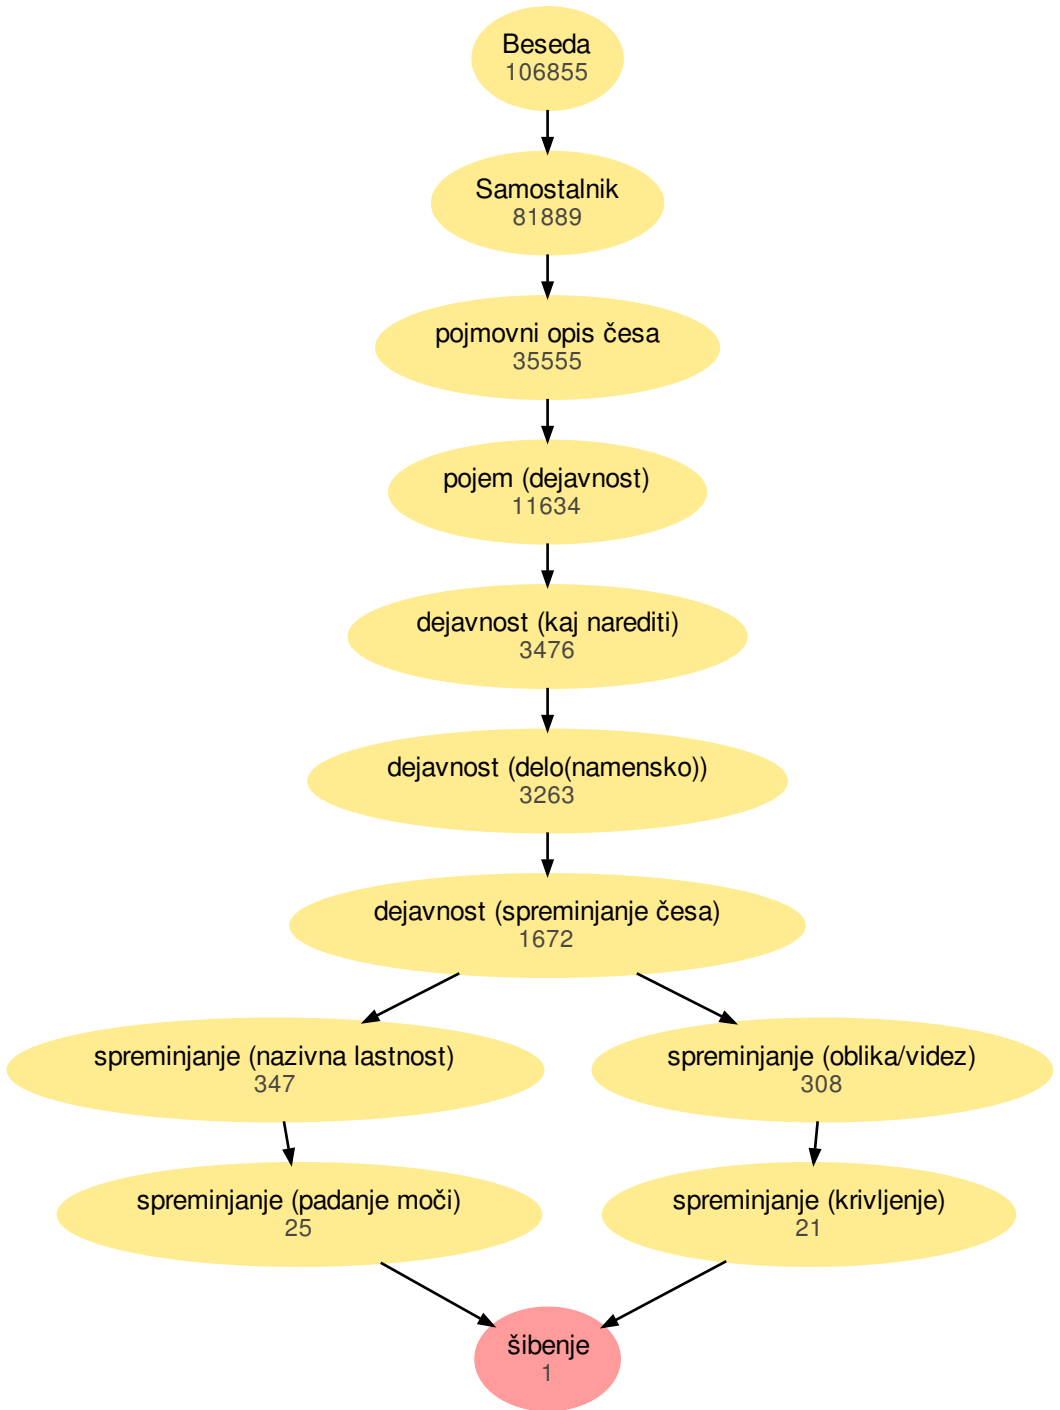 Beseda
106855
Samostalnik
81889
pojmovni opis česa
35555
pojem (dejavnost)
11634
dejavnost (kaj narediti)
3476
dejavnost (delo(namensko))
3263
dejavnost (spreminjanje česa)
1672
spreminjanje (nazivna lastnost)
347
spreminjanje (oblika/videz)
308
spreminjanje (padanje moči)
25
spreminjanje (krivljenje)
21
šibenje
1